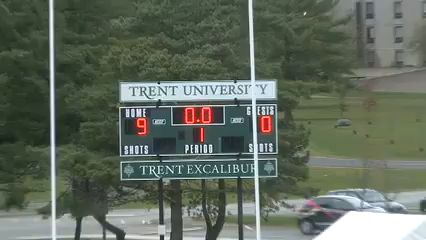 TRENT UNIVERSITY
HOME 0.0 GUESTS
9 1 0
SHOTS PERIOD SHOTS
TRENT EXCALIBUR